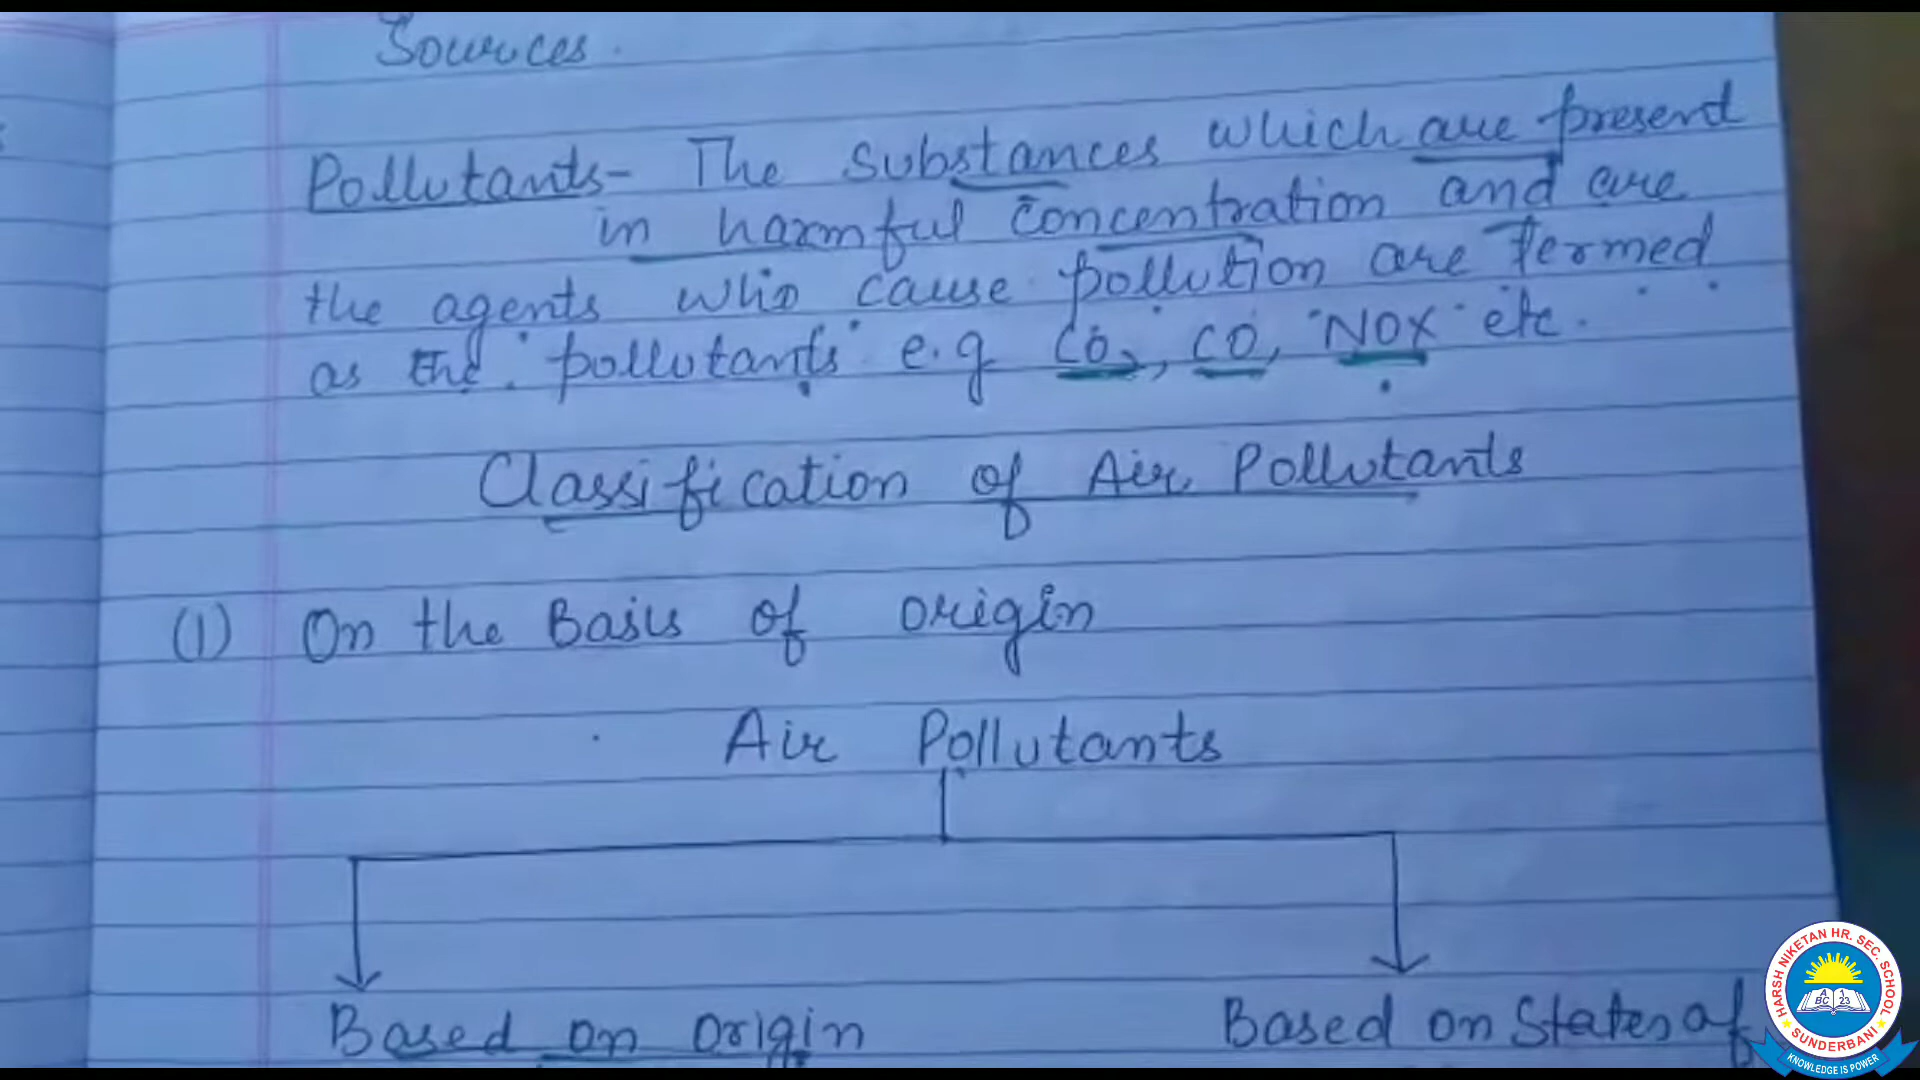 Sources.
Pollutants- The substances which are present
in harmful concentration and are
the agents who cause pollution are termed
as the pollutants e.g CO2, CO, NOX etc.
Classification of Air Pollutants
(1) On the Basis of origin
Air Pollutants
Based on Origin
Based on States of
HARSH NIKETAN HR. SEC. SCHOOL
SUNDERBANI
ABC 123
KNOWLEDGE IS POWER